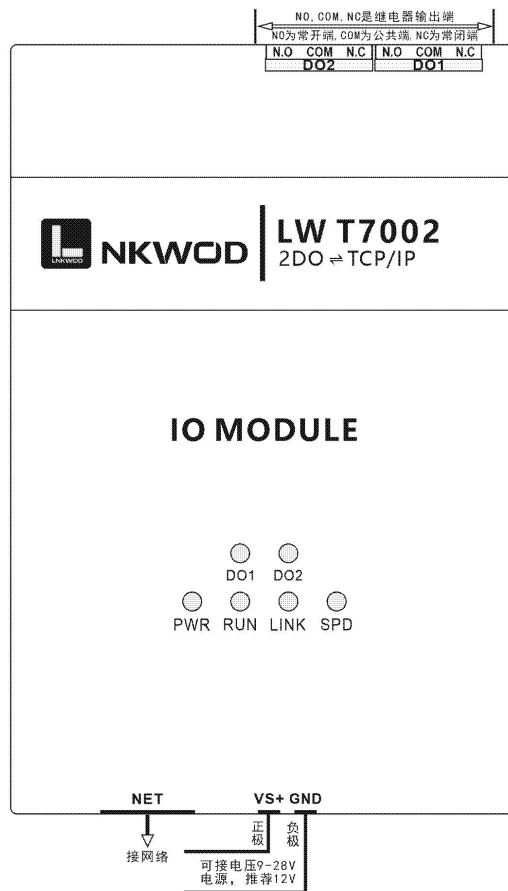 NO,COM,NC是继电器输出端
NO为常开端,COM为公共端,NC为常闭端
N.O COM N.C N.O COM N.C
DO2 DO1
LNKWOD
NKWOD
LW T7002
2DO ⇌ TCP/IP
IO MODULE
DO1 DO2
PWR RUN LINK SPD
NET VS+ GND
正极 负极
接网络
可接电压9-28V
电源，推荐12V